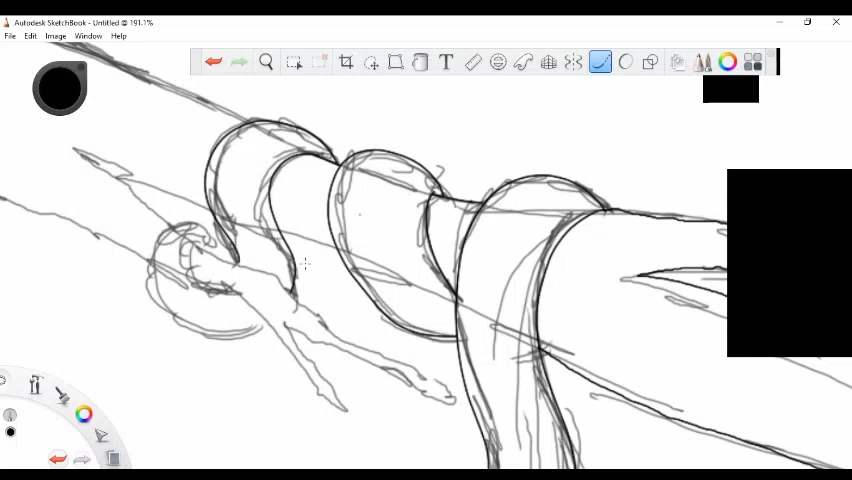 Autodesk SketchBook - Untitled @ 191.1%
File Edit Image Window Help
T